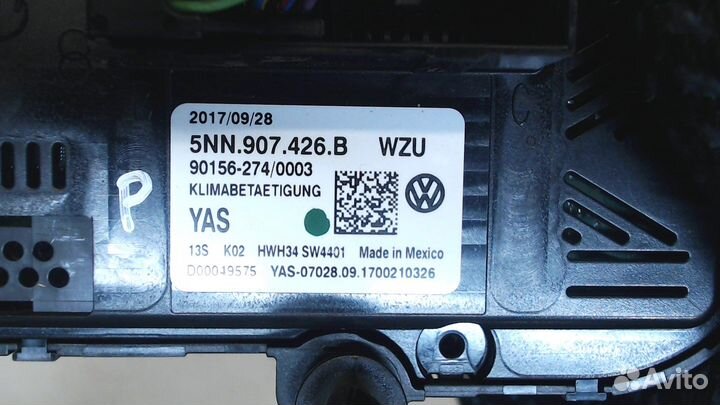 2017/09/28
5NN.907.426.B WZU
90156-274/0003
KLIMABETAETIGUNG
YAS
13S K02 HWH34 SW4401 Made in Mexico
D00049575 YAS-07028.09.1700210326
P
Avito